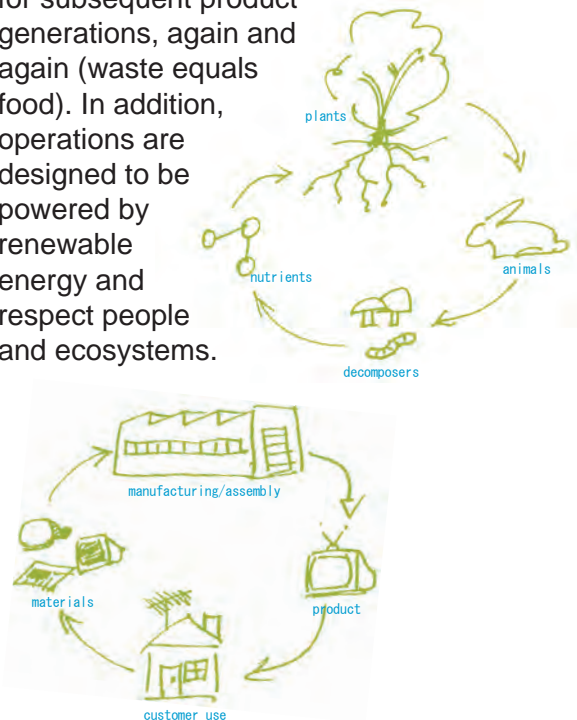 for subsequent product
generations, again and
again (waste equals
food). In addition,
operations are
designed to be
powered by
renewable
energy and
respect people
and ecosystems.
plants
animals
nutrients
decomposers
manufacturing/assembly
materials
product
customer use